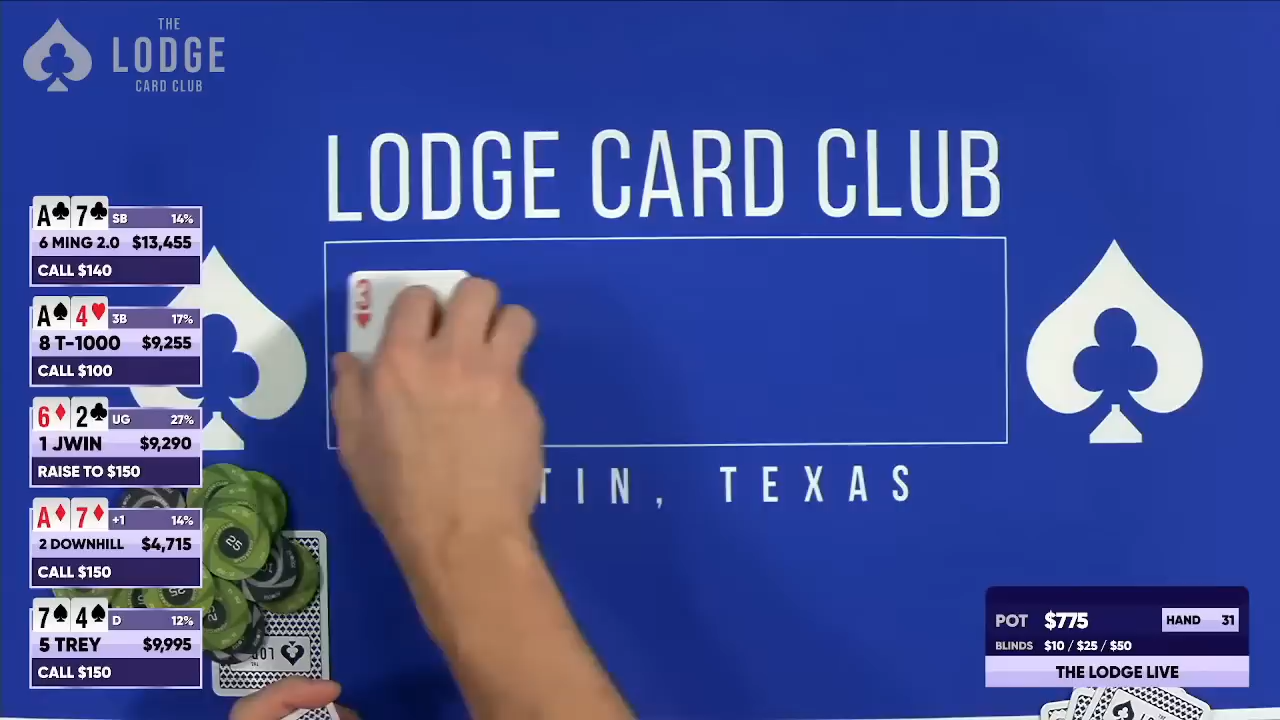 THE
LODGE
CARD CLUB
LODGE CARD CLUB
TIN, TEXAS
A♣ 7♣ SB 14%
6 MING 2.0 $13,455
CALL $140
A♠ 4♥ 3B 17%
8 T-1000 $9,255
CALL $100
6♦ 2♣ UG 27%
1 JWIN $9,290
RAISE TO $150
A♦ 7♦ +1 14%
2 DOWNHILL $4,715
CALL $150
7♠ 4♠ D 12%
5 TREY $9,995
CALL $150
3♥
25
POT $775 HAND 31
BLINDS $10 / $25 / $50
THE LODGE LIVE